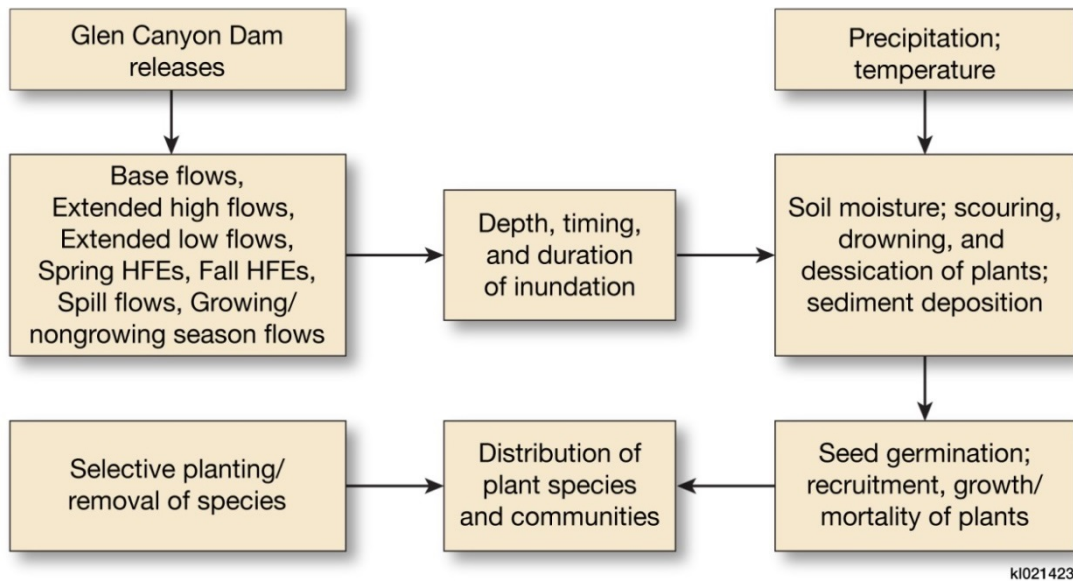 Glen Canyon Dam
releases
Precipitation;
temperature
Base flows,
Extended high flows,
Extended low flows,
Spring HFEs, Fall HFEs,
Spill flows, Growing/
nongrowing season flows
Depth, timing,
and duration
of inundation
Soil moisture; scouring,
drowning, and
dessication of plants;
sediment deposition
Selective planting/
removal of species
Distribution of
plant species
and communities
Seed germination;
recruitment, growth/
mortality of plants
kl021423